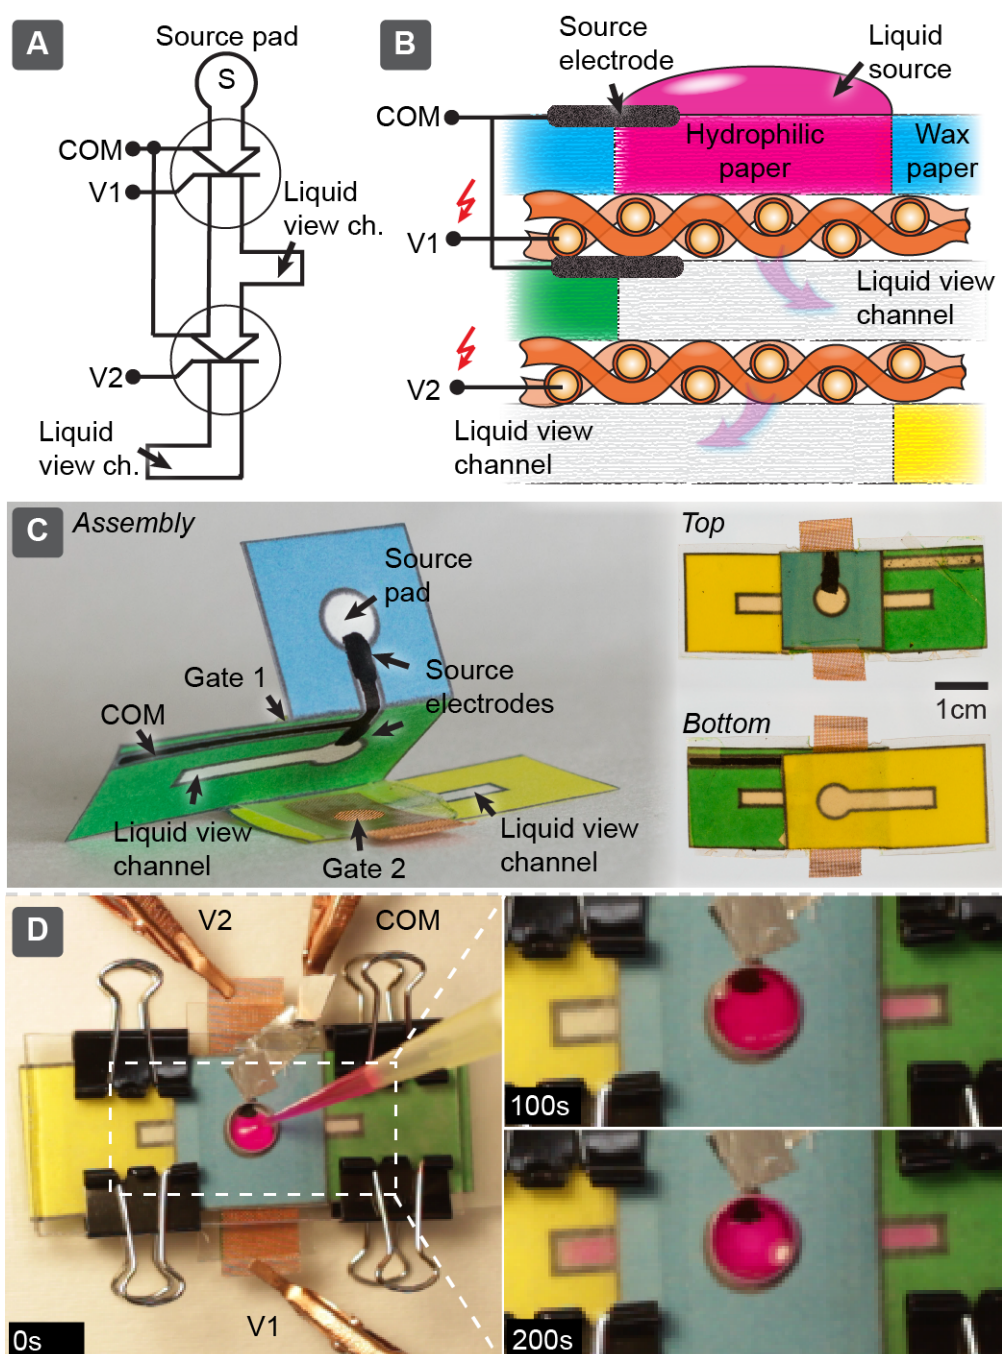 A
Source pad
S
COM
V1
Liquid
view ch.
V2
Liquid
view ch.
B
Source
electrode
Liquid
source
COM
Hydrophilic
paper
Wax
paper
V1
Liquid view
channel
V2
Liquid view
channel
C
Assembly
Source
pad
Gate 1
Source
electrodes
COM
Liquid view
channel
Gate 2
Liquid view
channel
Top
1cm
Bottom
D
V2
COM
V1
0s
100s
200s